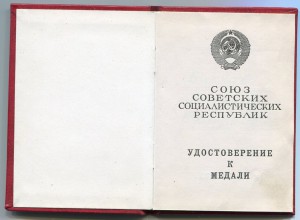 СОЮЗ
СОВЕТСКИХ
СОЦИАЛИСТИЧЕСКИХ
РЕСПУБЛИК
УДОСТОВЕРЕНИЕ
К
МЕДАЛИ